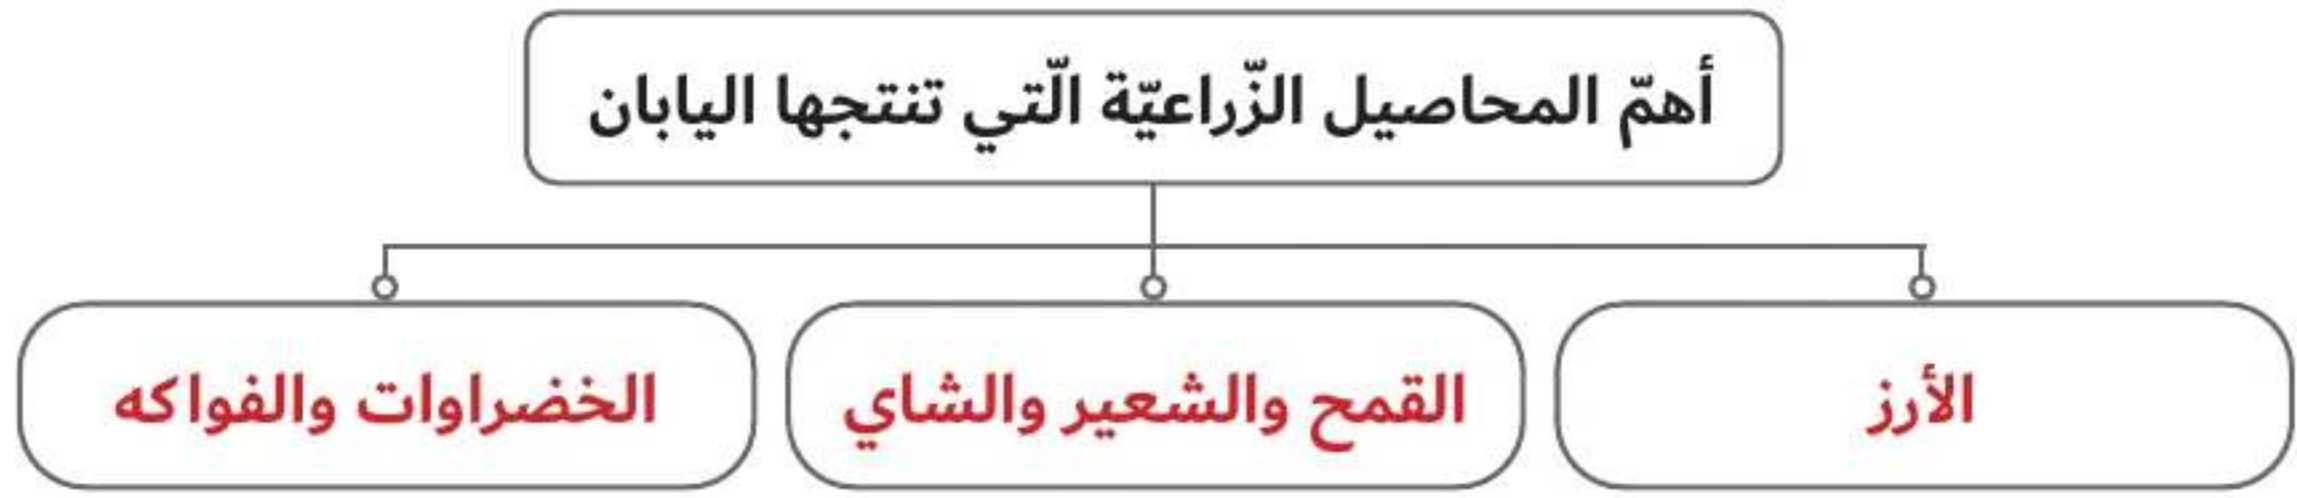 أهمّ المحاصيل الزّراعيّة الّتي تنتجها اليابان
الأرز
القمح والشعير والشاي
الخضراوات والفواكه